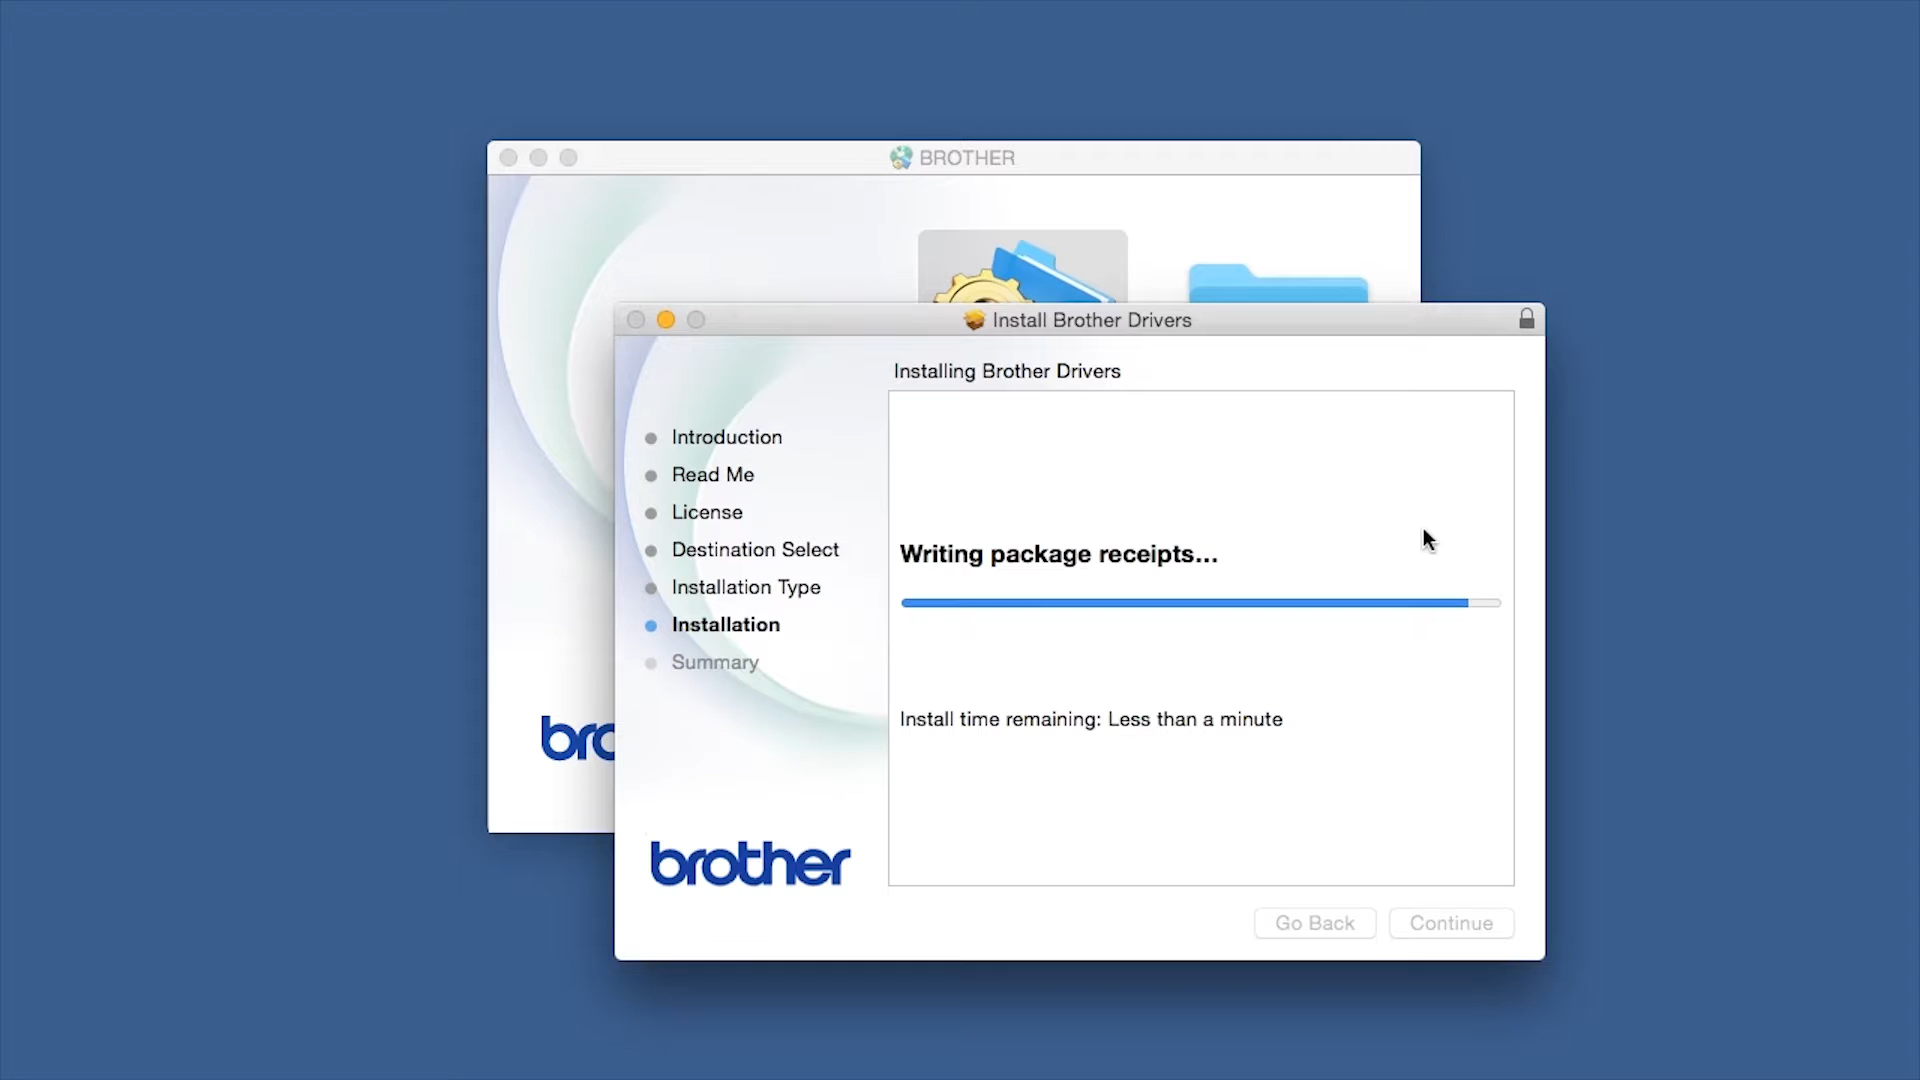 BROTHER
Install Brother Drivers
Installing Brother Drivers
Introduction
Read Me
License
Destination Select
Installation Type
Installation
Summary
Writing package receipts...
Install time remaining: Less than a minute
bro
brother
Go Back
Continue